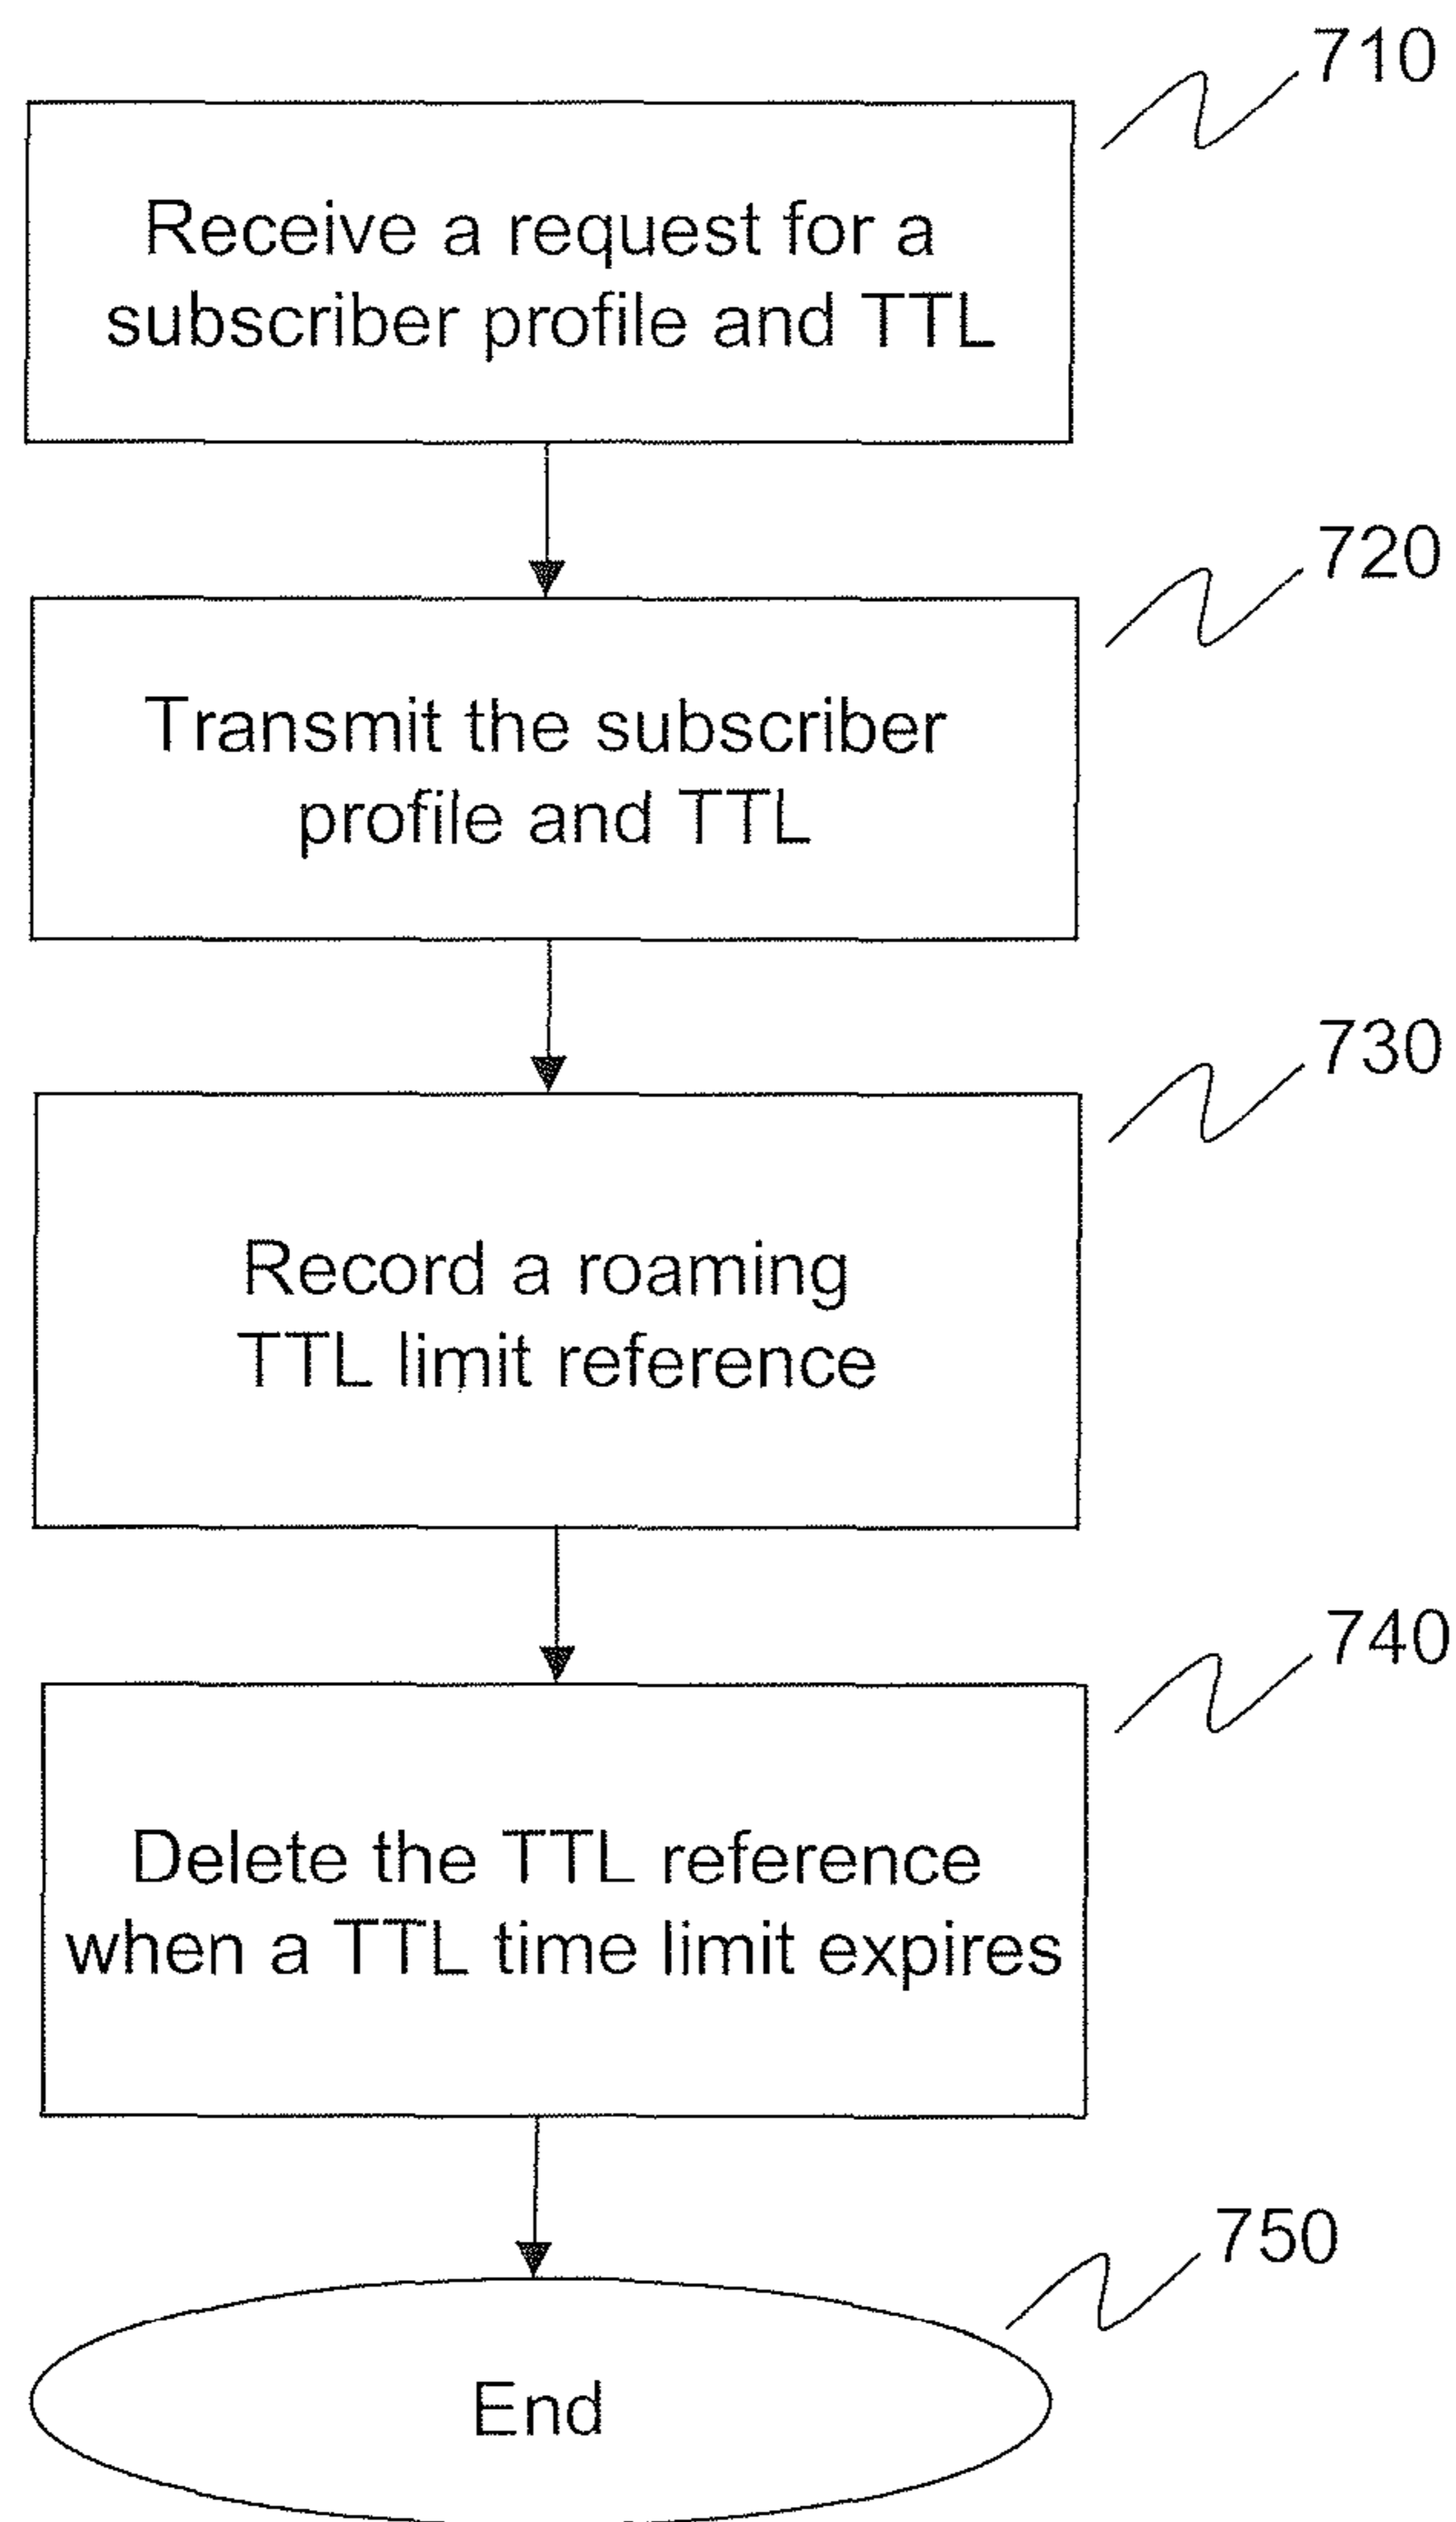 710
Receive a request for a
subscriber profile and TTL
720
Transmit the subscriber
profile and TTL
730
Record a roaming
TTL limit reference
740
Delete the TTL reference
when a TTL time limit expires
750
End